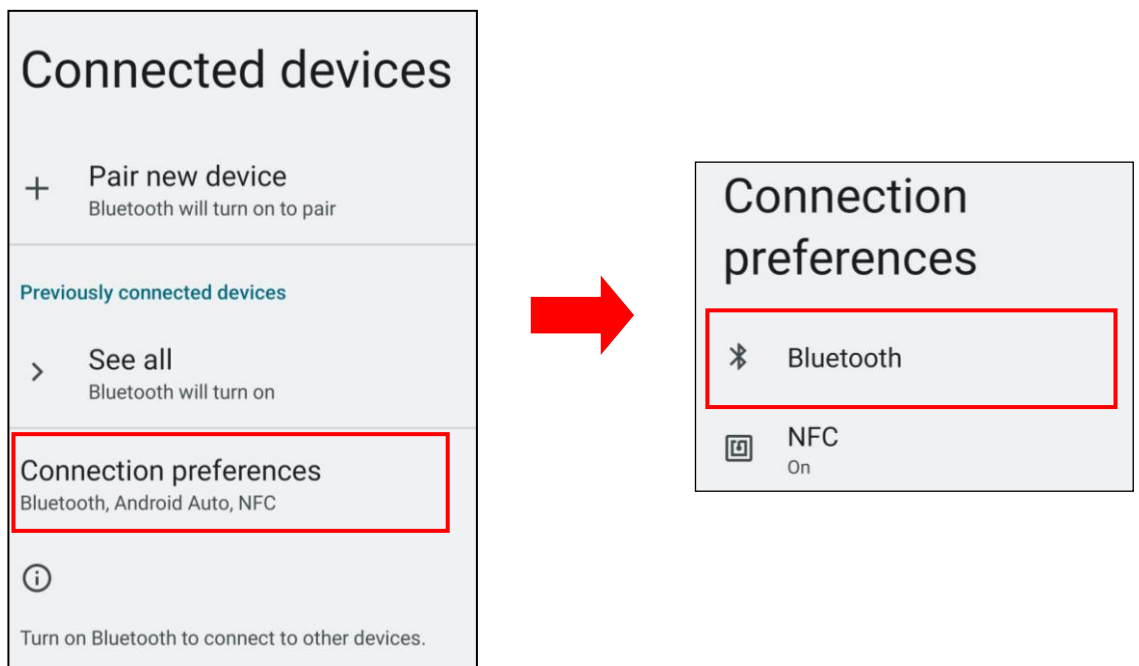 Connected devices
Pair new device
Bluetooth will turn on to pair
Previously connected devices
See all
Bluetooth will turn on
Connection preferences
Bluetooth, Android Auto, NFC
Turn on Bluetooth to connect to other devices.
Connection
preferences
Bluetooth
NFC
On